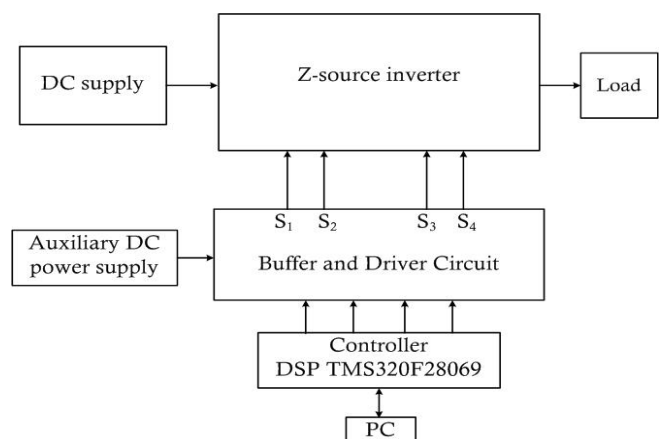 DC supply
Z-source inverter
Load
S₁ S₂ S₃ S₄
Auxiliary DC
power supply
Buffer and Driver Circuit
Controller
DSP TMS320F28069
PC